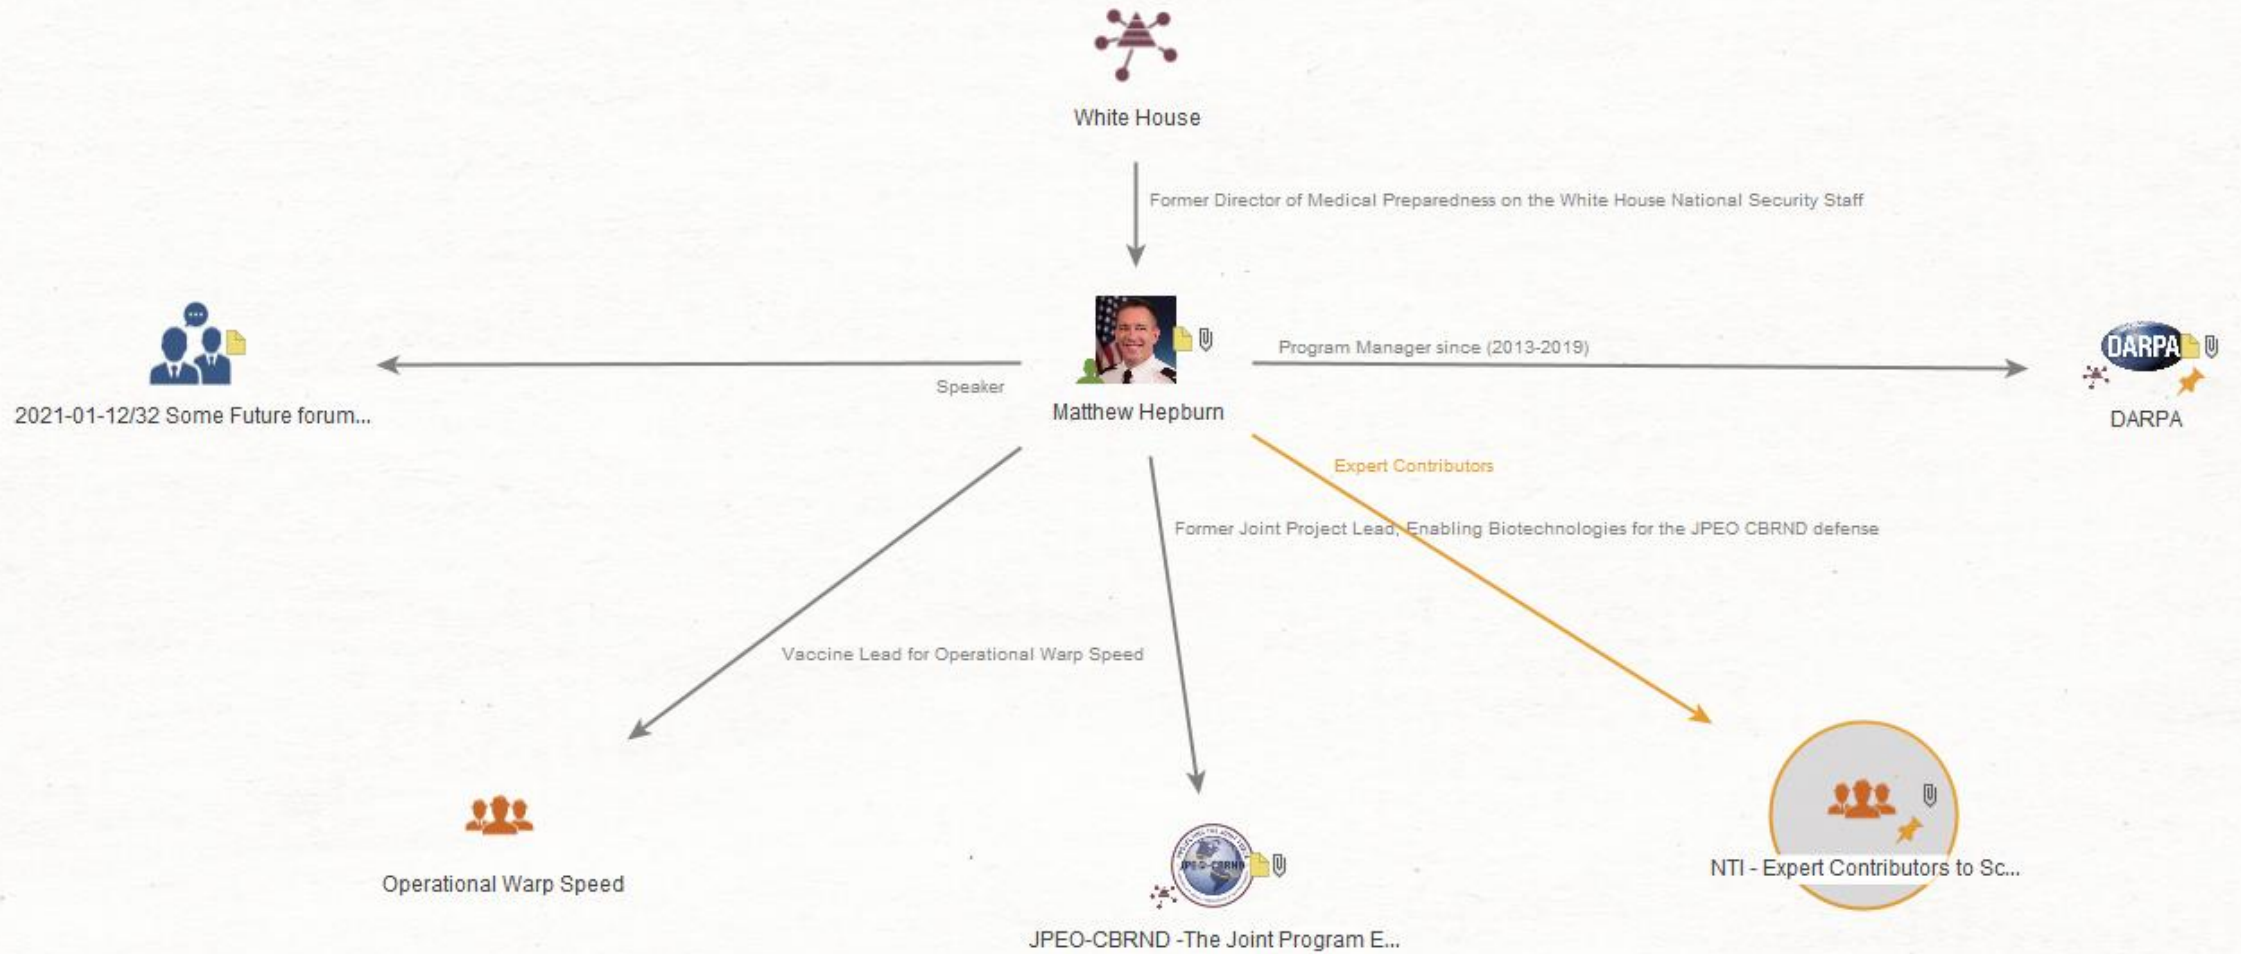 White House
Former Director of Medical Preparedness on the White House National Security Staff
Program Manager since (2013-2019)
DARPA
Speaker
2021-01-12/32 Some Future forum...
Matthew Hepburn
DARPA
Expert Contributors
Former Joint Project Lead, Enabling Biotechnologies for the JPEO CBRND defense
Vaccine Lead for Operational Warp Speed
Operational Warp Speed
JPEO-CBRND
NTI - Expert Contributors to Sc...
JPEO-CBRND -The Joint Program E...